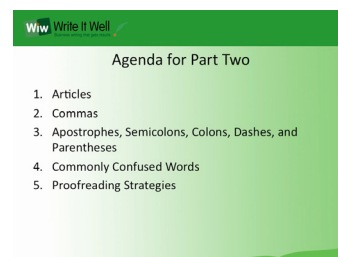 Wiw Write It Well
Agenda for Part Two
1. Articles
2. Commas
3. Apostrophes, Semicolons, Colons, Dashes, and
Parentheses
4. Commonly Confused Words
5. Proofreading Strategies